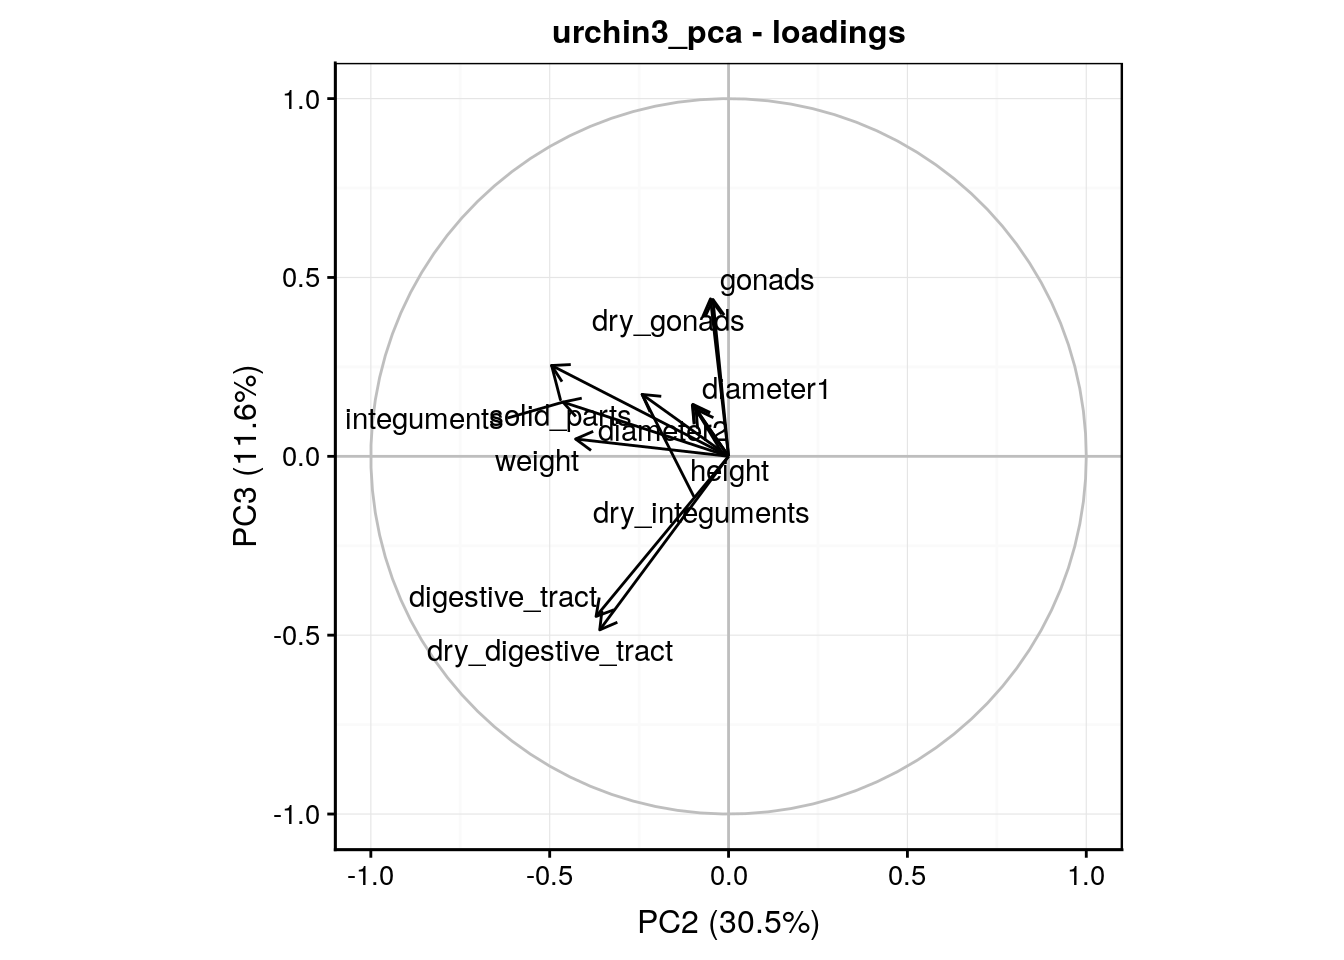 urchin3_pca - loadings
PC3 (11.6%)
1.0
0.5
0.0
-0.5
-1.0
gonads
dry_gonads
diameter1
integuments
solid_parts
diameter2
weight
height
dry_integuments
digestive_tract
dry_digestive_tract
-1.0
-0.5
0.0
0.5
1.0
PC2 (30.5%)